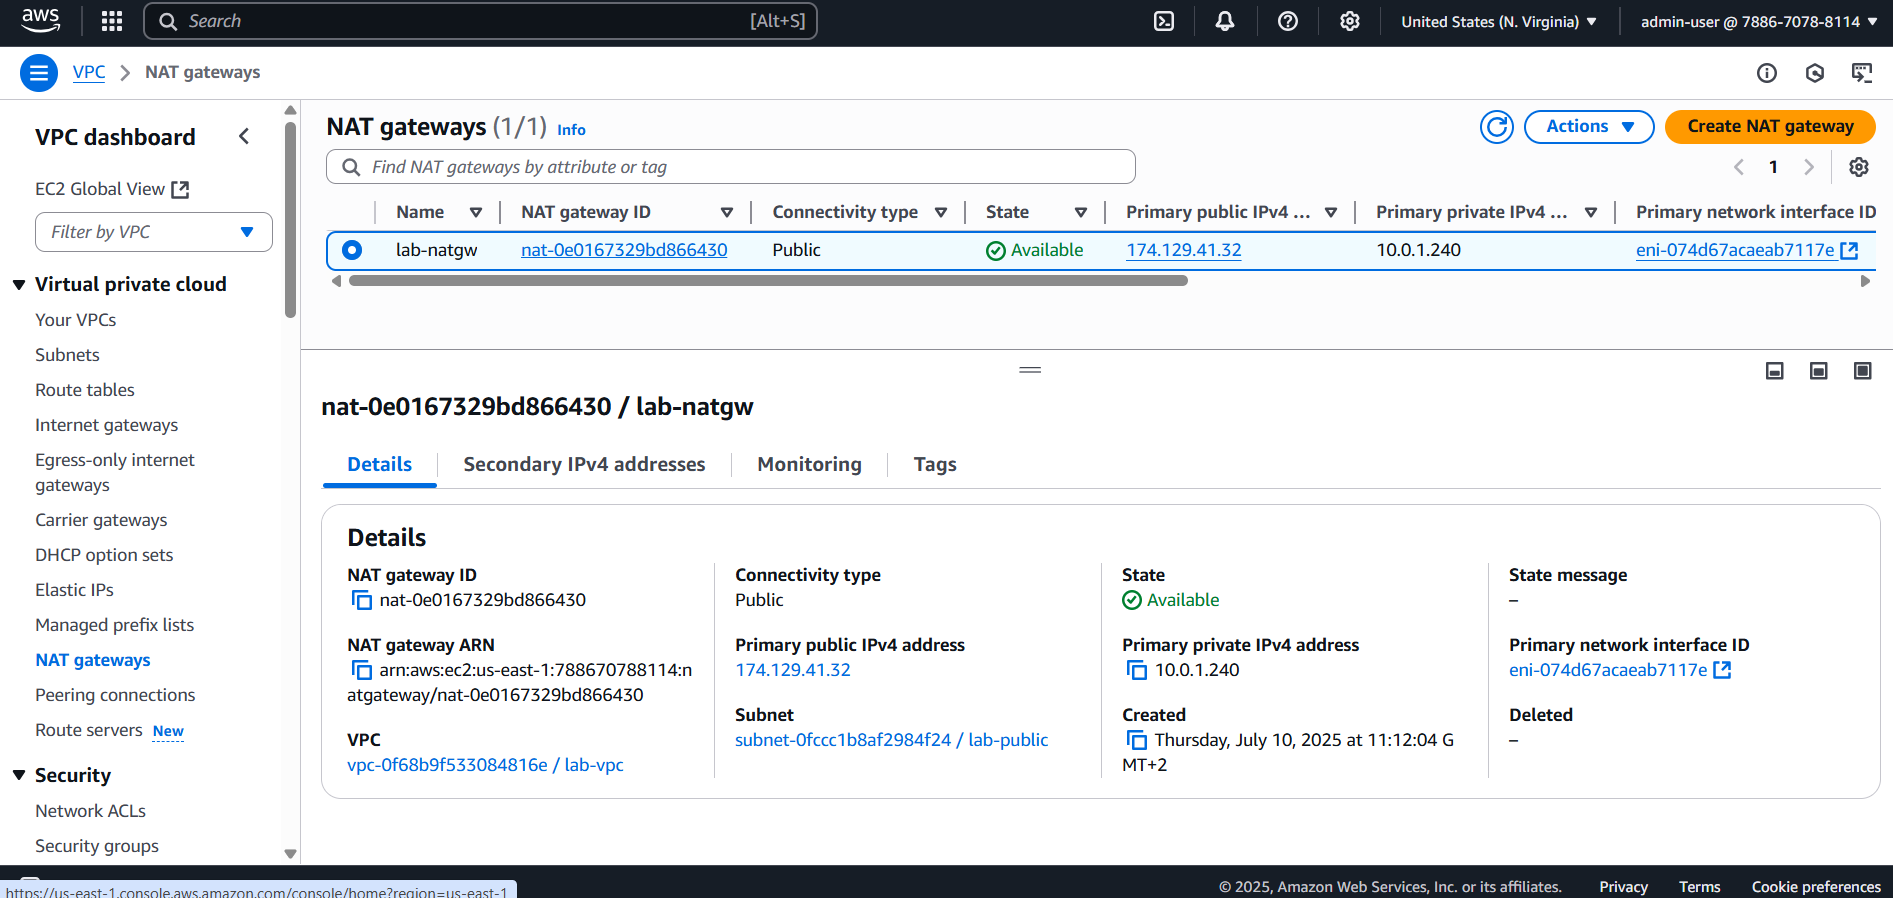 aws
Search [Alt+S]
United States (N. Virginia)
admin-user @ 7886-7078-8114
VPC > NAT gateways
VPC dashboard
EC2 Global View
Filter by VPC
Virtual private cloud
Your VPCs
Subnets
Route tables
Internet gateways
Egress-only internet
gateways
Carrier gateways
DHCP option sets
Elastic IPs
Managed prefix lists
NAT gateways
Peering connections
Route servers New
Security
Network ACLs
Security groups
NAT gateways (1/1) Info
Actions
Create NAT gateway
Find NAT gateways by attribute or tag
1
Name NAT gateway ID Connectivity type State Primary public IPv4 ... Primary private IPv4 ... Primary network interface ID
lab-natgw nat-0e0167329bd866430 Public Available 174.129.41.32 10.0.1.240 eni-074d67acaeab7117e
nat-0e0167329bd866430 / lab-natgw
Details Secondary IPv4 addresses Monitoring Tags
Details
NAT gateway ID
nat-0e0167329bd866430
NAT gateway ARN
arn:aws:ec2:us-east-1:788670788114:n
atgateway/nat-0e0167329bd866430
VPC
vpc-0f68b9f533084816e / lab-vpc
Connectivity type
Public
Primary public IPv4 address
174.129.41.32
Subnet
subnet-0fccc1b8af2984f24 / lab-public
State
Available
Primary private IPv4 address
10.0.1.240
Created
Thursday, July 10, 2025 at 11:12:04 G
MT+2
State message
–
Primary network interface ID
eni-074d67acaeab7117e
Deleted
–
https://us-east-1.console.aws.amazon.com/console/home?region=us-east-1
© 2025, Amazon Web Services, Inc. or its affiliates. Privacy Terms Cookie preferences